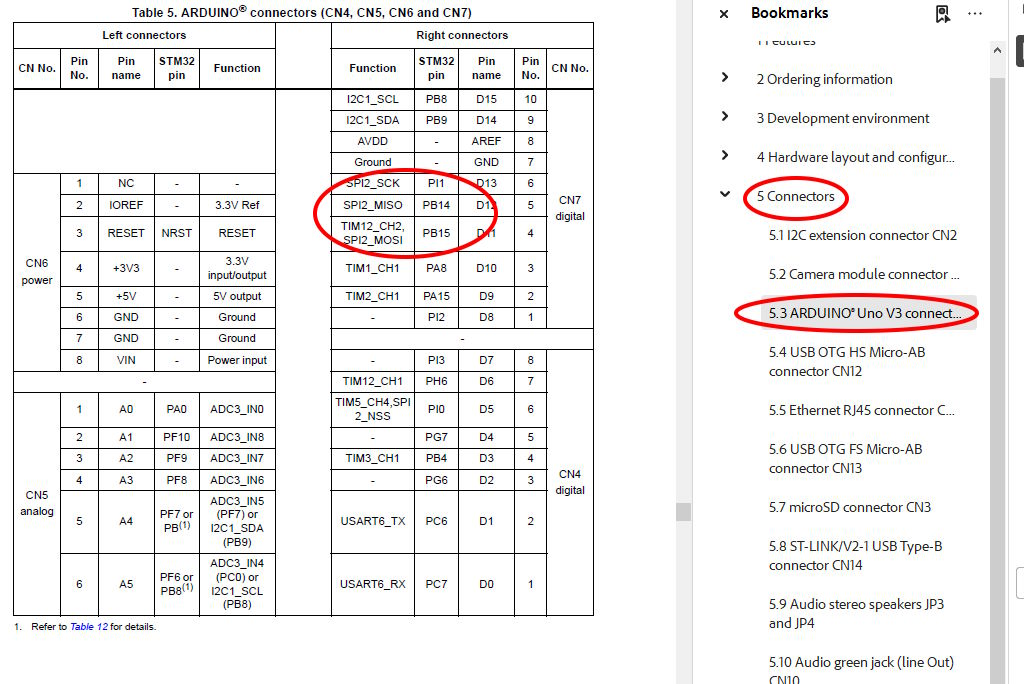 Table 5. ARDUINO® connectors (CN4, CN5, CN6 and CN7)
Left connectors Right connectors
CN No. Pin No. Pin name STM32 pin Function Function STM32 pin Pin name Pin No. CN No.
I2C1_SCL PB8 D15 10
I2C1_SDA PB9 D14 9
AVDD - AREF 8
Ground - GND 7
1 NC - - SPI2_SCK PI1 D13 6
2 IOREF - 3.3V Ref SPI2_MISO PB14 D12 5 CN7 digital
3 RESET NRST RESET TIM12_CH2, SPI2_MOSI PB15 D11 4
CN6 power 4 +3V3 - 3.3V input/output TIM1_CH1 PA8 D10 3
5 +5V - 5V output TIM2_CH1 PA15 D9 2
6 GND - Ground - PI2 D8 1
7 GND - Ground -
8 VIN - Power input - PI3 D7 8
- TIM12_CH1 PH6 D6 7
1 A0 PA0 ADC3_IN0 TIM5_CH4,SPI2_NSS PI0 D5 6
2 A1 PF10 ADC3_IN8 - PG7 D4 5
3 A2 PF9 ADC3_IN7 TIM3_CH1 PB4 D3 4
4 A3 PF8 ADC3_IN6 - PG6 D2 3 CN4 digital
CN5 analog 5 A4 PF7 or PB(1) ADC3_IN5 (PF7) or I2C1_SDA (PB9) USART6_TX PC6 D1 2
6 A5 PF6 or PB8(1) ADC3_IN4 (PC0) or I2C1_SCL (PB8) USART6_RX PC7 D0 1
1. Refer to Table 12 for details.
Bookmarks
1 Features
2 Ordering information
3 Development environment
4 Hardware layout and configur...
5 Connectors
5.1 I2C extension connector CN2
5.2 Camera module connector ...
5.3 ARDUINO® Uno V3 connect...
5.4 USB OTG HS Micro-AB
connector CN12
5.5 Ethernet RJ45 connector C...
5.6 USB OTG FS Micro-AB
connector CN13
5.7 microSD connector CN3
5.8 ST-LINK/V2-1 USB Type-B
connector CN14
5.9 Audio stereo speakers JP3
and JP4
5.10 Audio green jack (line Out)
CN10